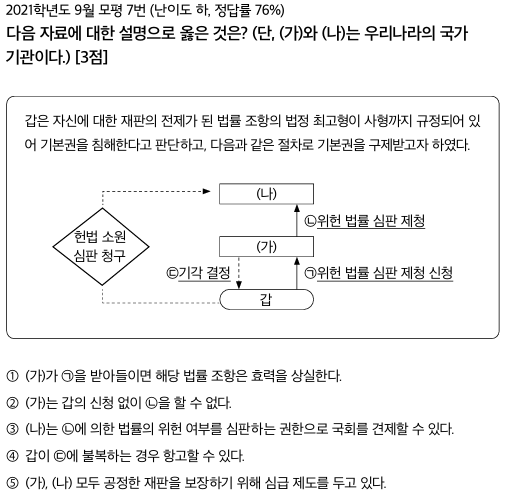 2021학년도 9월 모평 7번 (난이도 하, 정답률 76%)
다음 자료에 대한 설명으로 옳은 것은? (단, (가)와 (나)는 우리나라의 국가
기관이다.) [3점]
갑은 자신에 대한 재판의 전제가 된 법률 조항의 법정 최고형이 사형까지 규정되어 있
어 기본권을 침해한다고 판단하고, 다음과 같은 절차로 기본권을 구제받고자 하였다.
(나)
㉡위헌 법률 심판 제청
헌법 소원
심판 청구
(가)
㉢기각 결정
㉠위헌 법률 심판 제청 신청
갑
① (가)가 ㉠을 받아들이면 해당 법률 조항은 효력을 상실한다.
② (가)는 갑의 신청 없이 ㉡을 할 수 없다.
③ (나)는 ㉡에 의한 법률의 위헌 여부를 심판하는 권한으로 국회를 견제할 수 있다.
④ 갑이 ㉢에 불복하는 경우 항고할 수 있다.
⑤ (가), (나) 모두 공정한 재판을 보장하기 위해 심급 제도를 두고 있다.